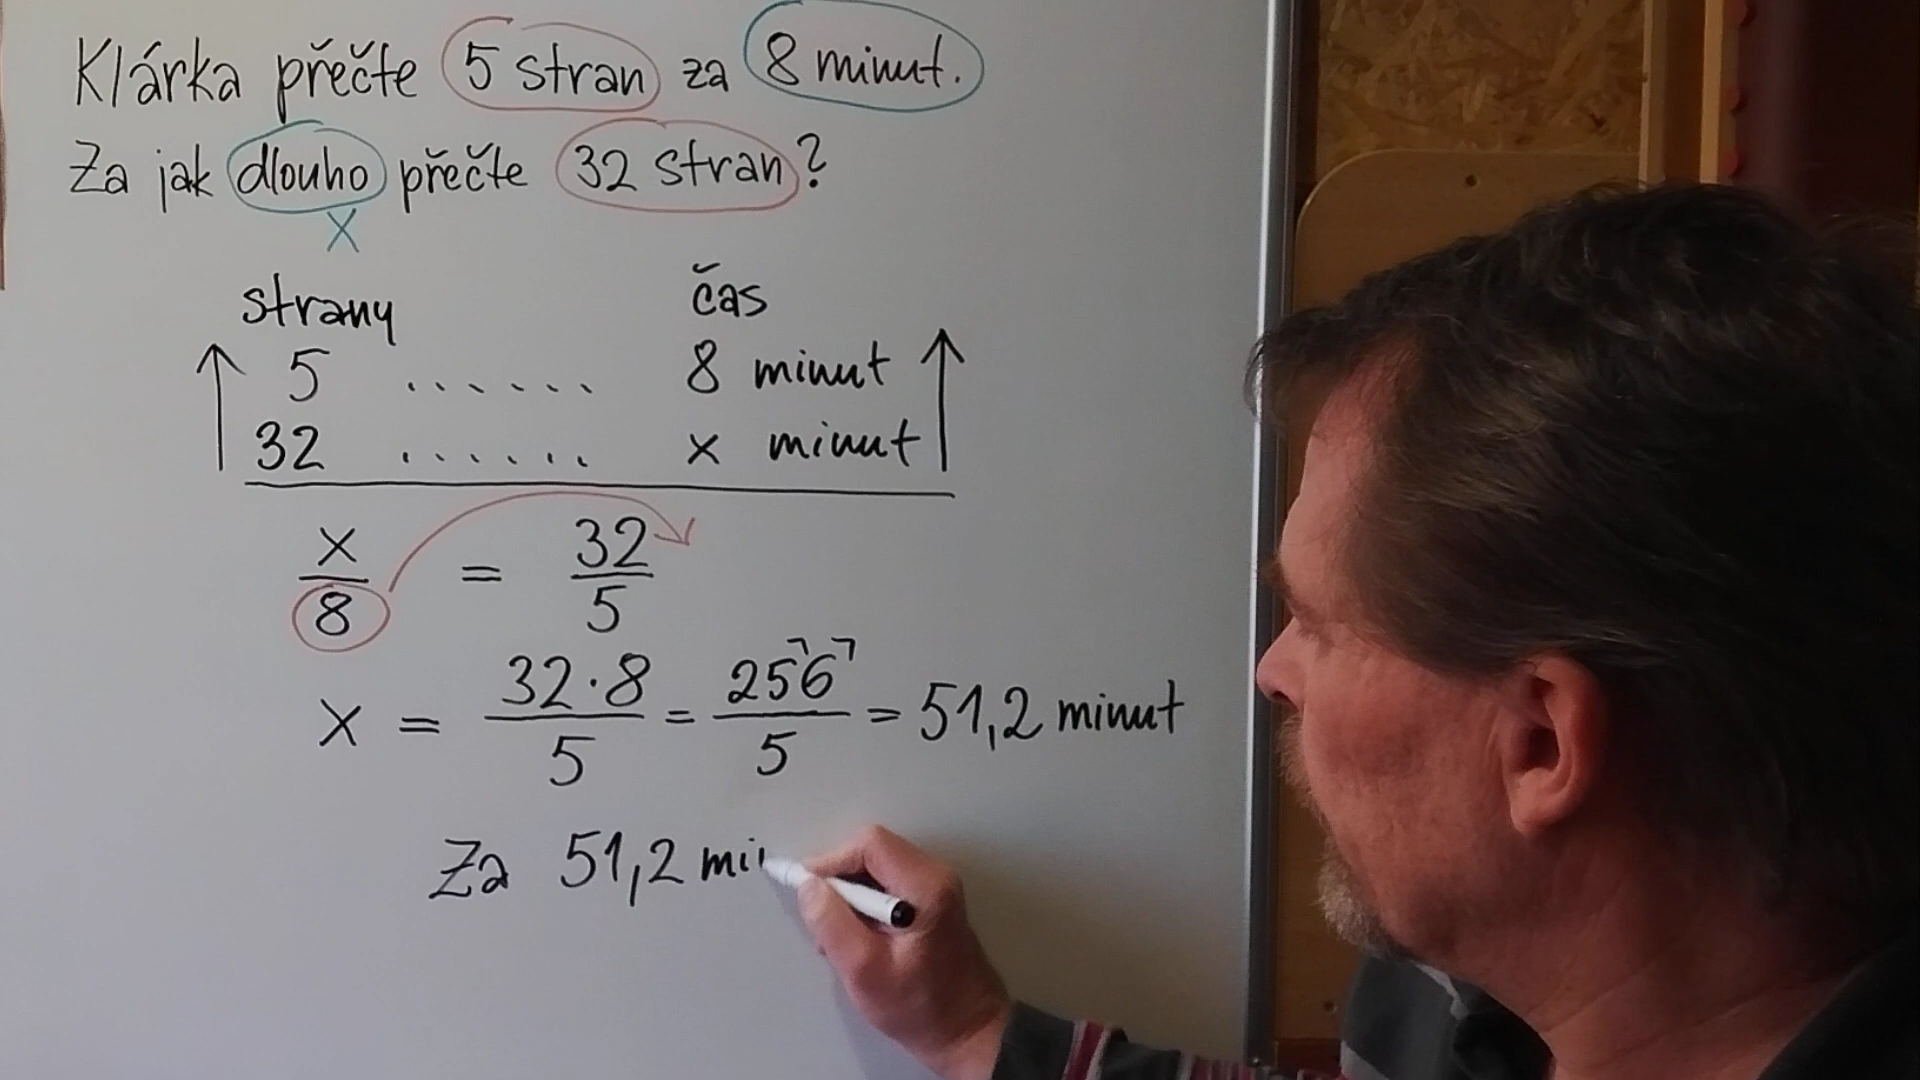 Klárka přečte 5 stran za 8 minut.
Za jak dlouho přečte 32 stran?
x
strany čas
5 ...... 8 minut
32 ...... x minut
x/8 = 32/5
x = 32·8/5 = 256/5 = 51,2 minut
Za 51,2 min